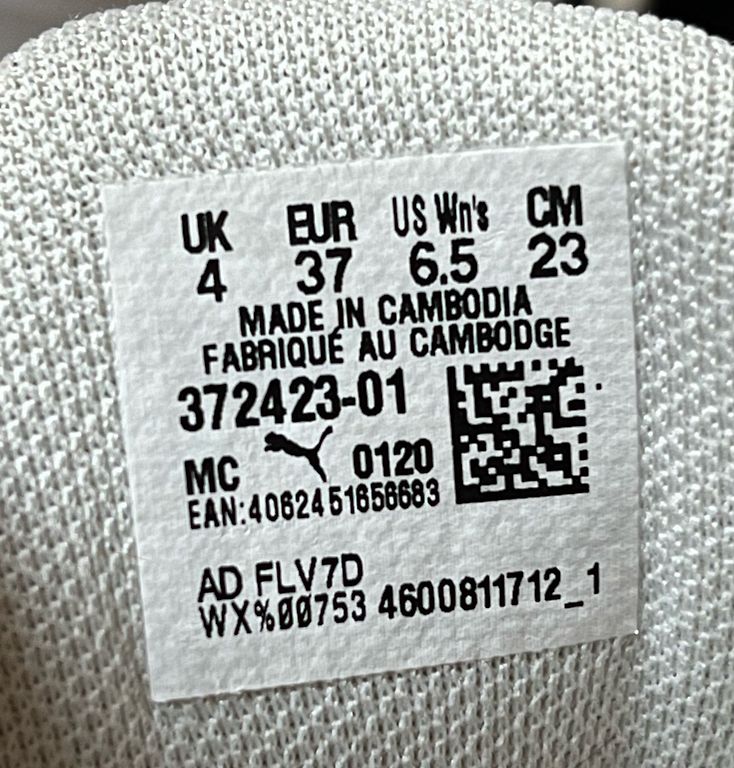 UK EUR US Wn's CM
4 37 6.5 23
MADE IN CAMBODIA
FABRIQUÉ AU CAMBODGE
372423-01
MC 0120
EAN:4062451656683
AD FLV7D
WX%00753 4600811712_1